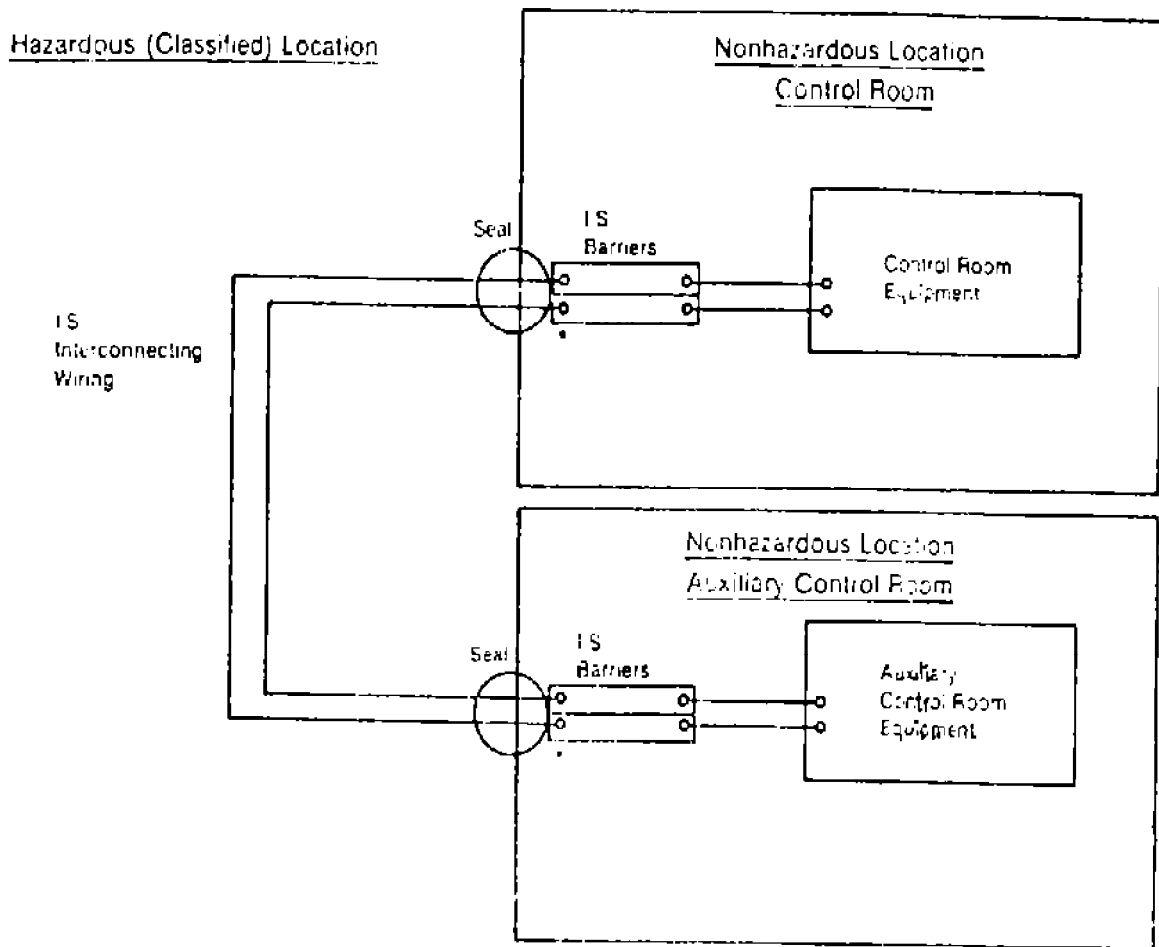 Hazardous (Classified) Location
Nonhazardous Location
Control Room
Seal
I S
Barriers
Control Room
Equipment
I S
Interconnecting
Wiring
Nonhazardous Location
Auxiliary Control Room
Seal
I S
Barriers
Auxiliary
Control Room
Equipment